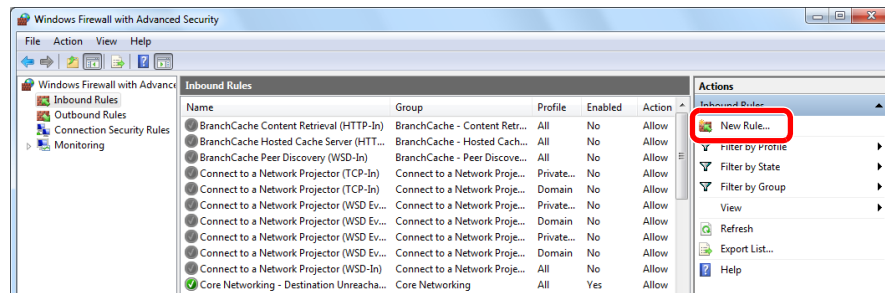 Windows Firewall with Advanced Security
File Action View Help
Windows Firewall with Advance
Inbound Rules
Outbound Rules
Connection Security Rules
Monitoring
Inbound Rules
Name Group Profile Enabled Action
BranchCache Content Retrieval (HTTP-In) BranchCache - Content Retr... All No Allow
BranchCache Hosted Cache Server (HTT... BranchCache - Hosted Cach... All No Allow
BranchCache Peer Discovery (WSD-In) BranchCache - Peer Discove... All No Allow
Connect to a Network Projector (TCP-In) Connect to a Network Proje... Private... No Allow
Connect to a Network Projector (TCP-In) Connect to a Network Proje... Domain No Allow
Connect to a Network Projector (WSD Ev... Connect to a Network Proje... Private... No Allow
Connect to a Network Projector (WSD Ev... Connect to a Network Proje... Domain No Allow
Connect to a Network Projector (WSD Ev... Connect to a Network Proje... Private... No Allow
Connect to a Network Projector (WSD Ev... Connect to a Network Proje... Domain No Allow
Connect to a Network Projector (WSD-In) Connect to a Network Proje... All No Allow
Core Networking - Destination Unreacha... Core Networking All Yes Allow
Actions
Inbound Rules
New Rule...
Filter by Profile
Filter by State
Filter by Group
View
Refresh
Export List...
Help